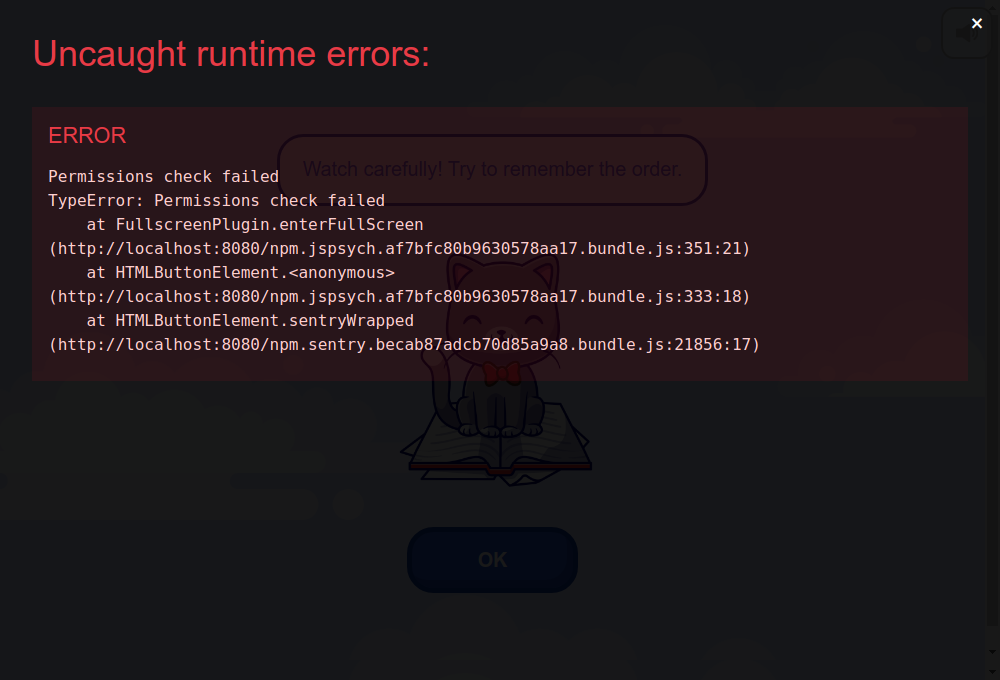 ×
Uncaught runtime errors:
ERROR
Permissions check failed
TypeError: Permissions check failed
    at FullscreenPlugin.enterFullScreen
(http://localhost:8080/npm.jspsych.af7bfc80b9630578aa17.bundle.js:351:21)
    at HTMLButtonElement.<anonymous>
(http://localhost:8080/npm.jspsych.af7bfc80b9630578aa17.bundle.js:333:18)
    at HTMLButtonElement.sentryWrapped
(http://localhost:8080/npm.sentry.becab87adcb70d85a9a8.bundle.js:21856:17)
Watch carefully! Try to remember the order.
OK